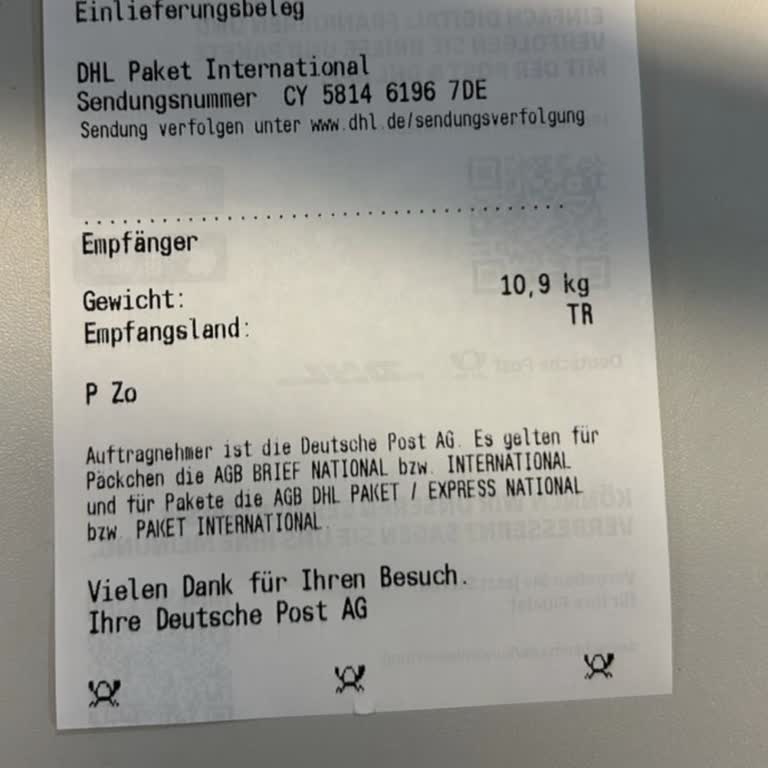 Einlieferungsbeleg
DHL Paket International
Sendungsnummer CY 5814 6196 7DE
Sendung verfolgen unter www.dhl.de/sendungsverfolgung
Empfänger
Gewicht: 10,9 kg
Empfangsland: TR
P Zo
Auftragnehmer ist die Deutsche Post AG. Es gelten für
Päckchen die AGB BRIEF NATIONAL bzw. INTERNATIONAL
und für Pakete die AGB DHL PAKET / EXPRESS NATIONAL
bzw. PAKET INTERNATIONAL.
Vielen Dank für Ihren Besuch.
Ihre Deutsche Post AG